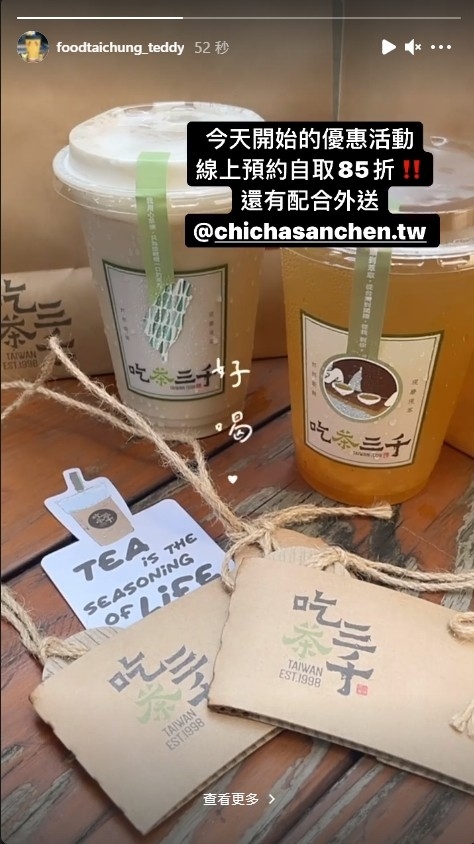 foodtaichung_teddy 52 秒
今天開始的優惠活動
線上預約自取85折‼️
還有配合外送
@chichasanchen.tw
吃茶三千
吃茶三千
TAIWAN
EST.1998
吃茶三千
好喝
TEA
IS THE
SEASONING
OF LIFE
吃茶三千
TAIWAN
EST.1998
吃茶三千
TAIWAN
EST.1998
查看更多